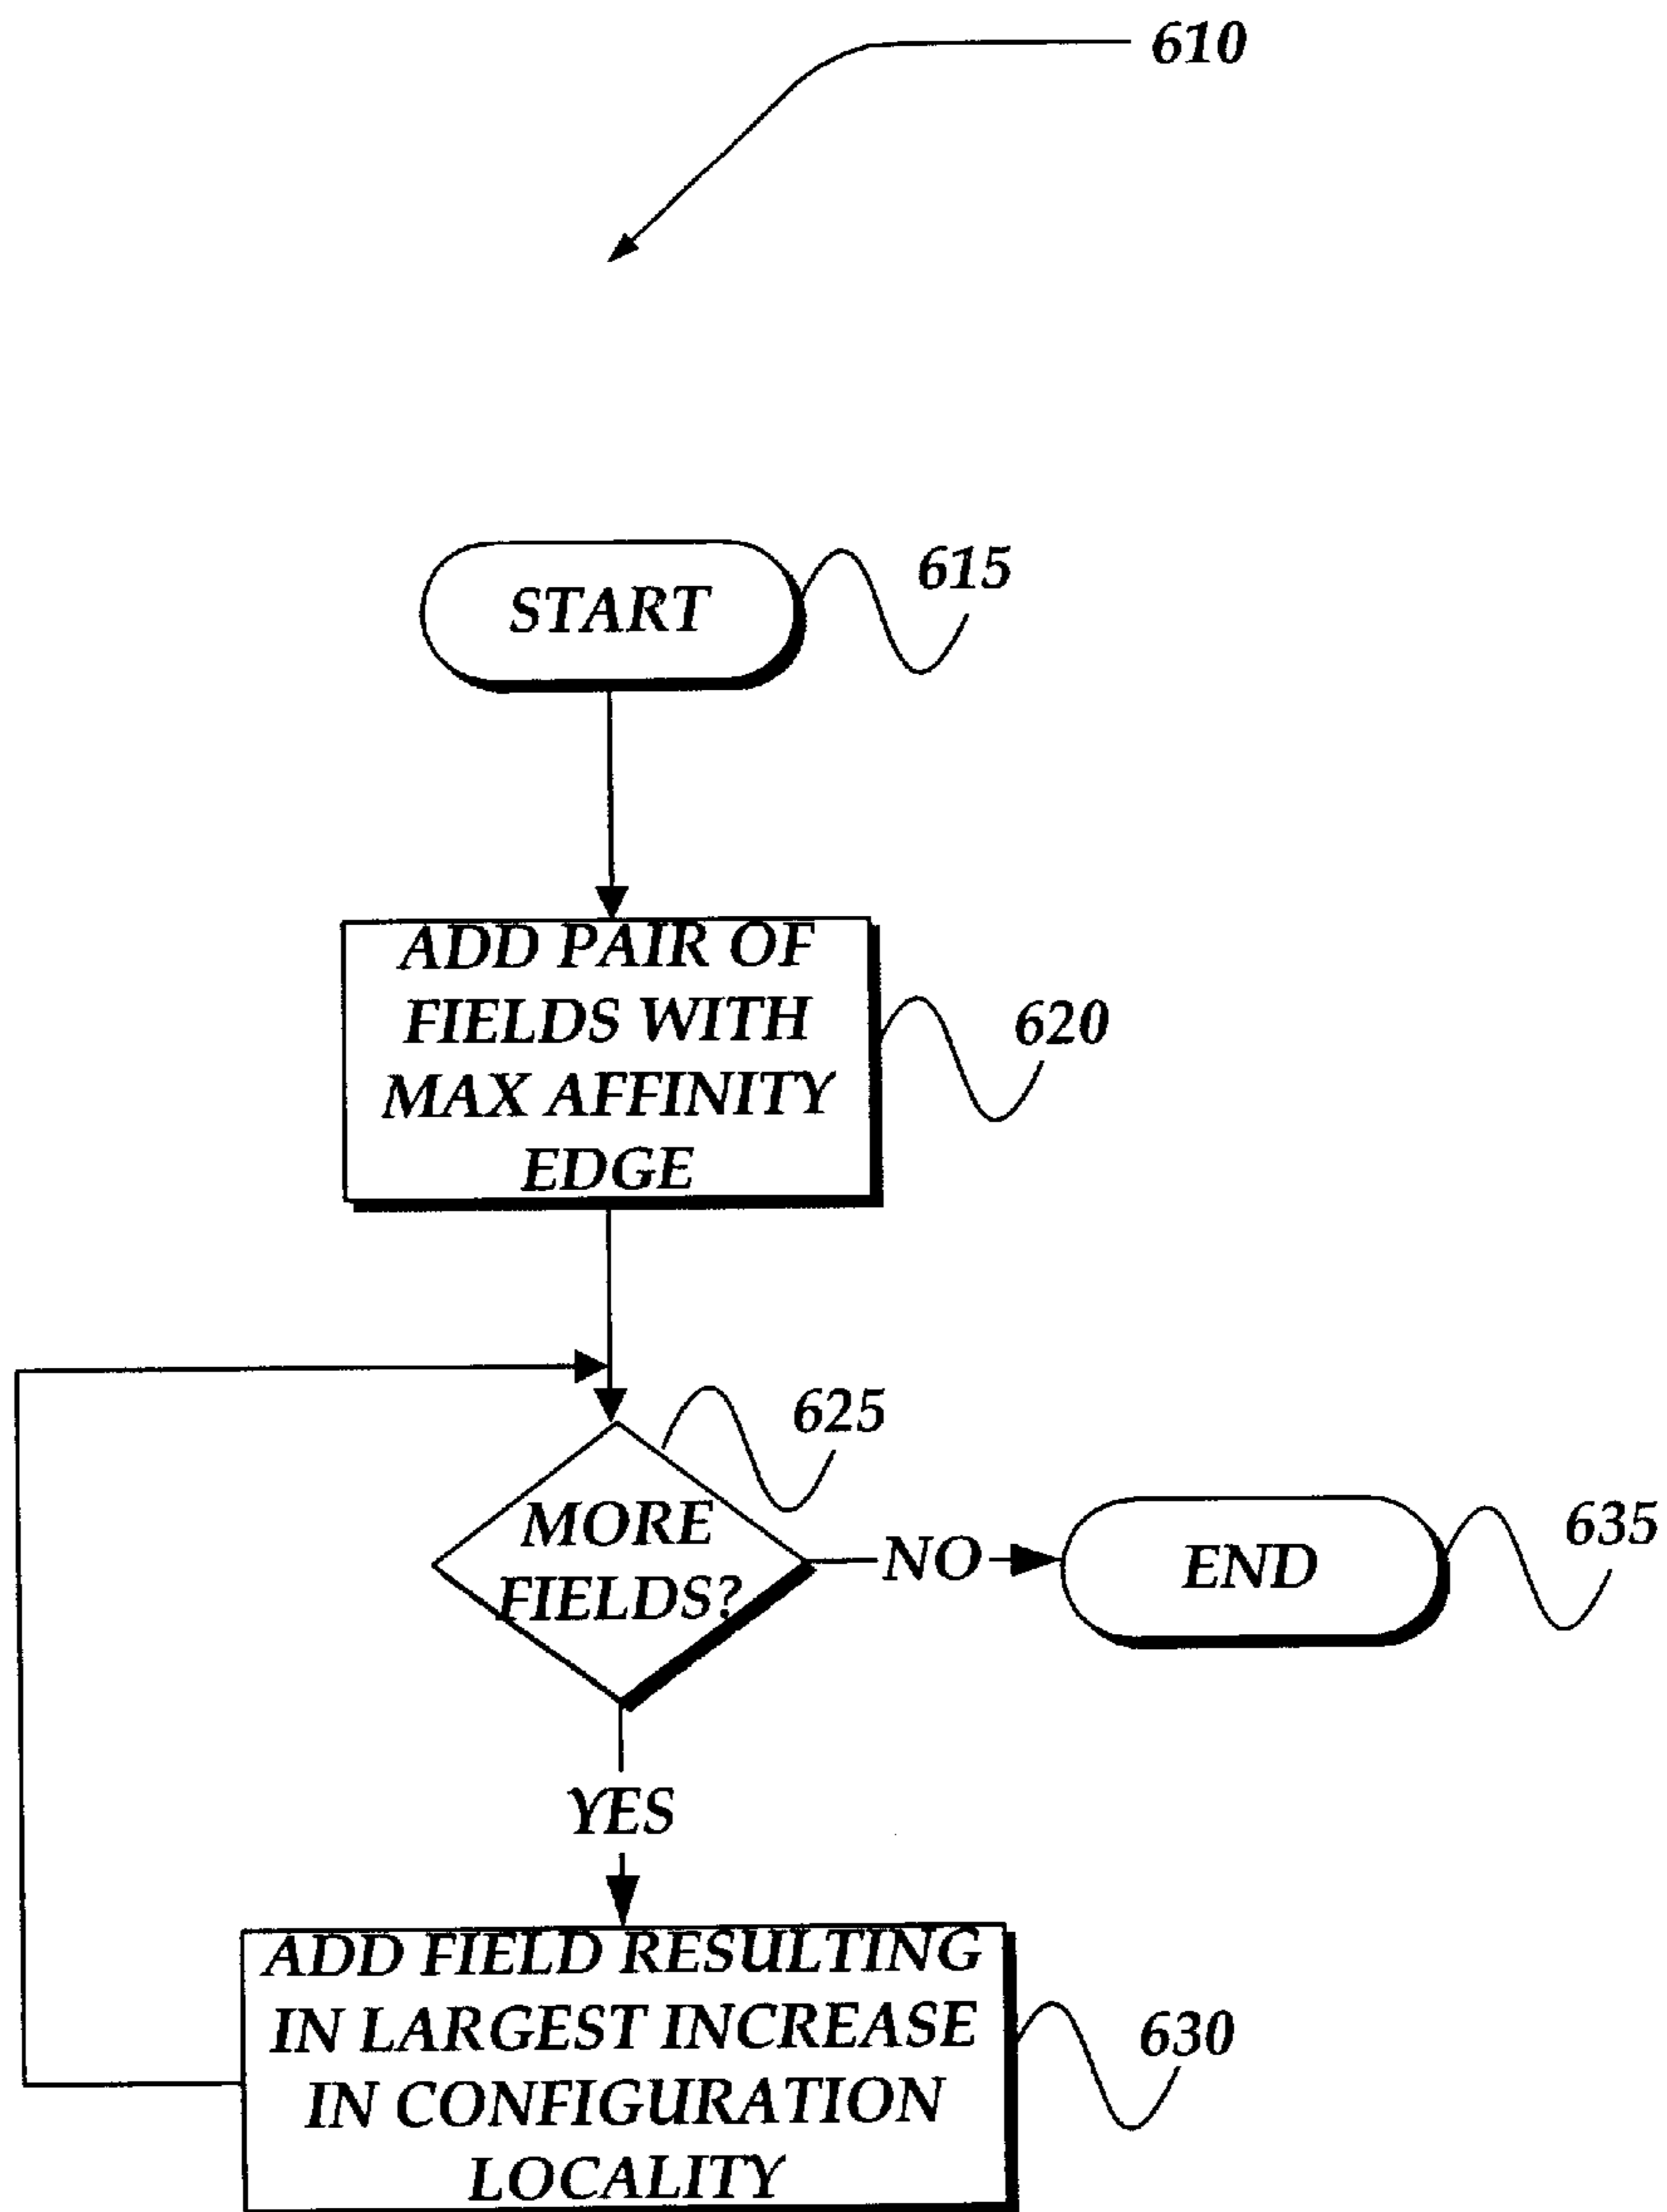 610
START
615
ADD PAIR OF
FIELDS WITH
MAX AFFINITY
EDGE
620
625
MORE
FIELDS?
NO
END
635
YES
ADD FIELD RESULTING
IN LARGEST INCREASE
IN CONFIGURATION
LOCALITY
630